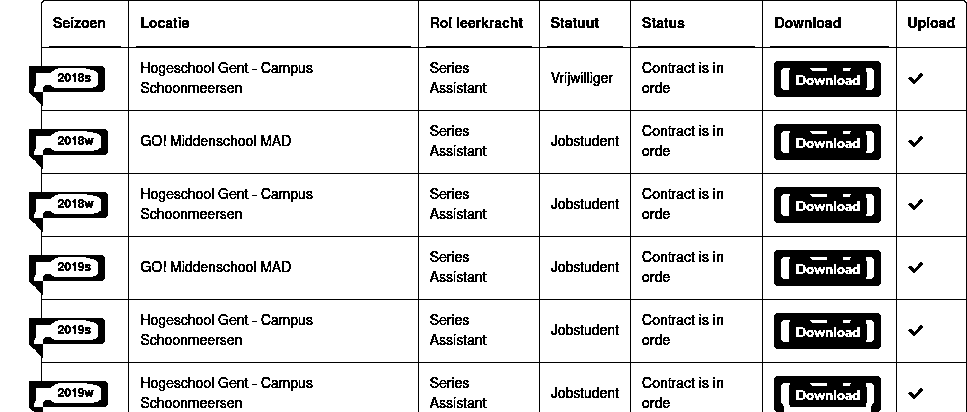 Seizoen Locatie Rol leerkracht Statuut Status Download Upload
2018s Hogeschool Gent - Campus Schoonmeersen Series Assistant Vrijwilliger Contract is in orde Download
2018w GO! Middenschool MAD Series Assistant Jobstudent Contract is in orde Download
2018w Hogeschool Gent - Campus Schoonmeersen Series Assistant Jobstudent Contract is in orde Download
2019s GO! Middenschool MAD Series Assistant Jobstudent Contract is in orde Download
2019s Hogeschool Gent - Campus Schoonmeersen Series Assistant Jobstudent Contract is in orde Download
2019w Hogeschool Gent - Campus Schoonmeersen Series Assistant Jobstudent Contract is in orde Download